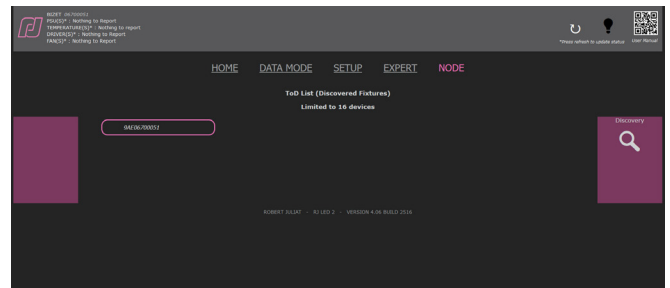 BIZET 06700051
PSU(S)* : Nothing to Report
TEMPERATURE(S)* : Nothing to report
DRIVER(S)* : Nothing to Report
FAN(S)* : Nothing to Report
*Press refresh to update status
User Manual
HOME DATA MODE SETUP EXPERT NODE
ToD List (Discovered Fixtures)
Limited to 16 devices
9AE06700051
Discovery
ROBERT JULIAT - RJ LED 2 - VERSION 4.06 BUILD 2516